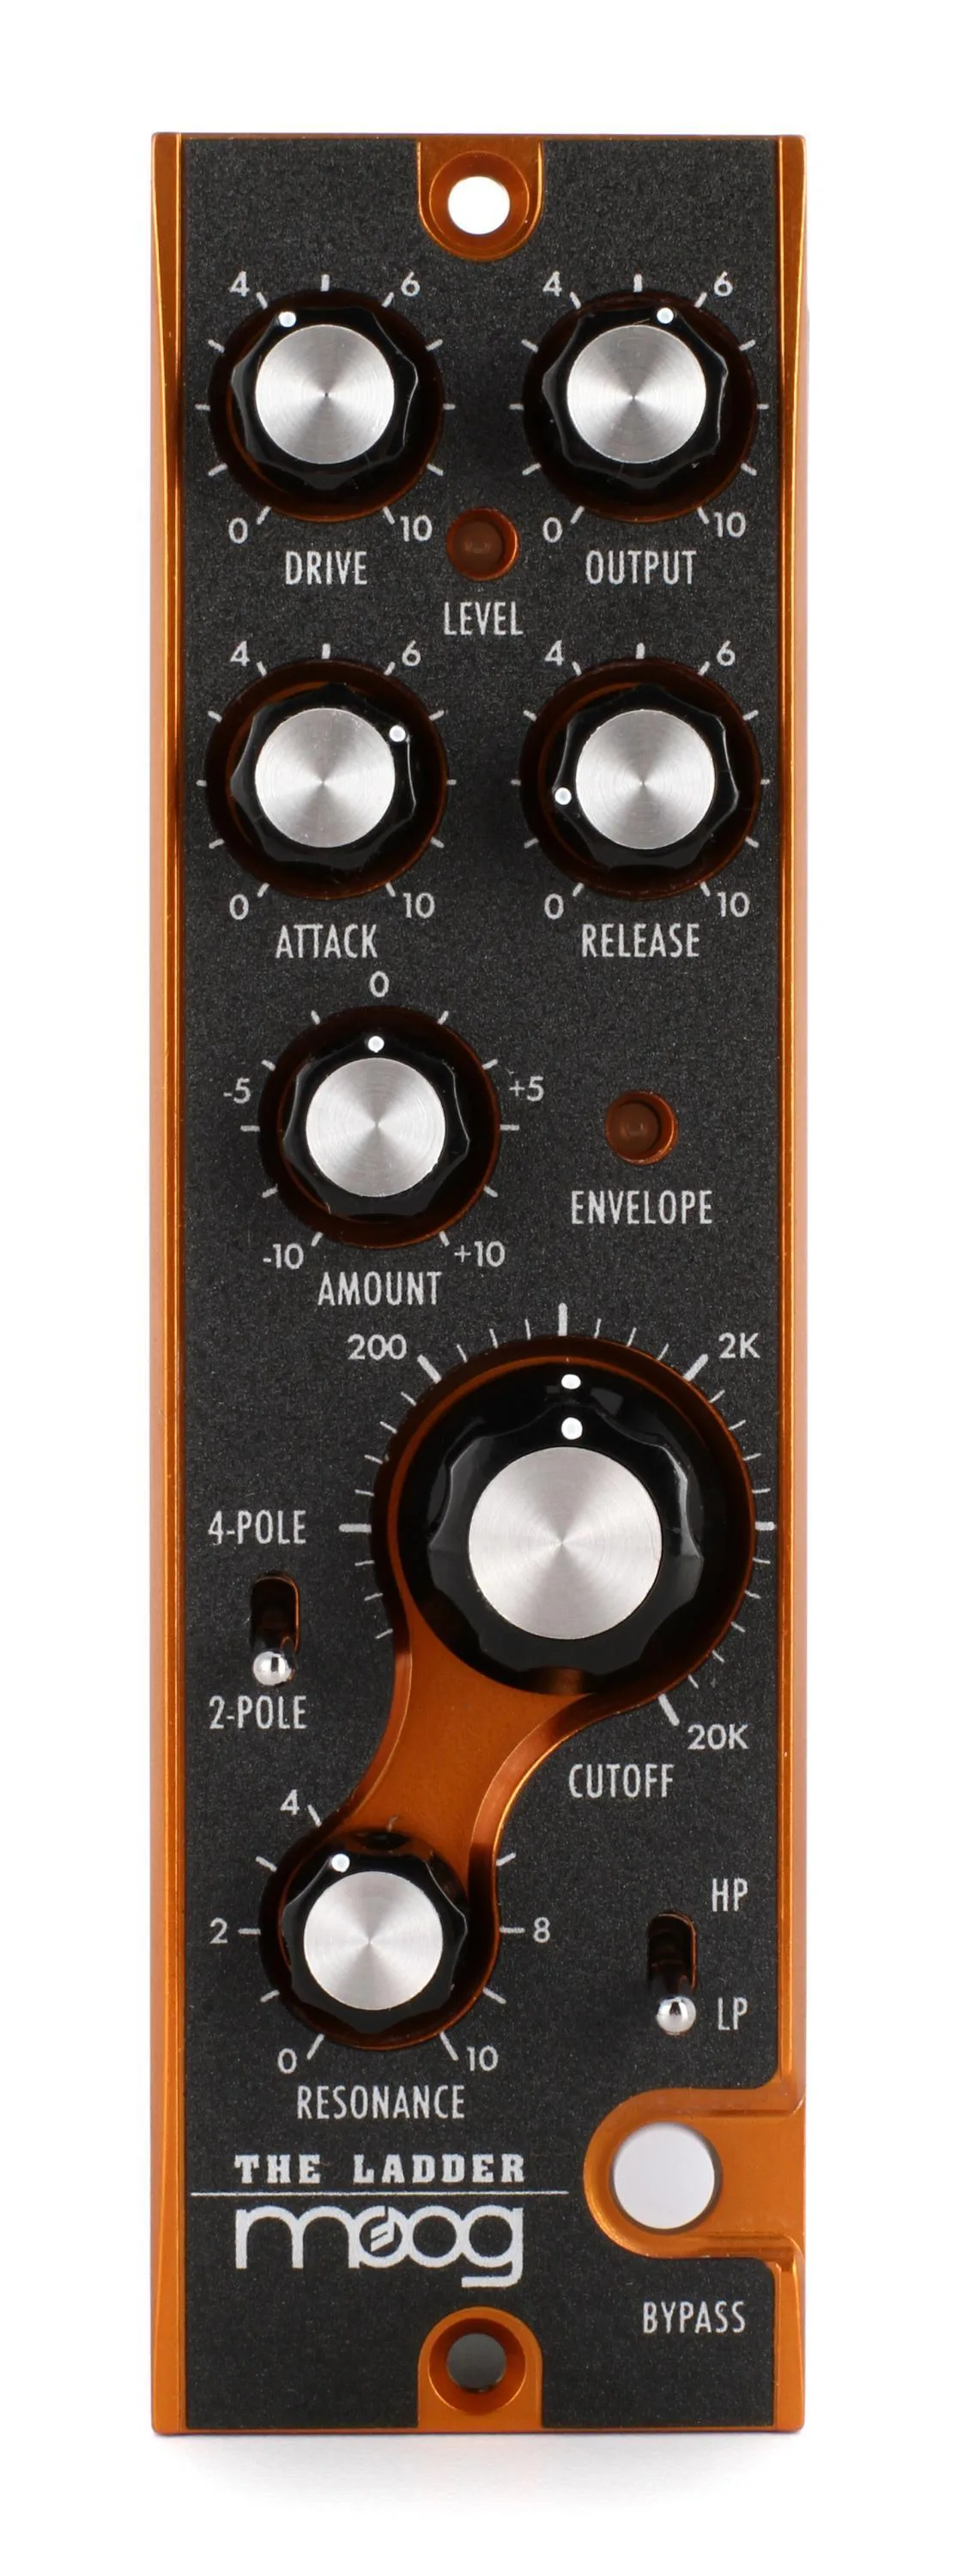 4 6 4 6
0 10 0 10
DRIVE OUTPUT
LEVEL
4 6 4 6
0 10 0 10
ATTACK RELEASE
0
-5 +5
-10 +10
AMOUNT
ENVELOPE
200 2K
4-POLE
2-POLE
20K
CUTOFF
4
2 8
0 10
RESONANCE
HP
LP
THE LADDER
moog
BYPASS